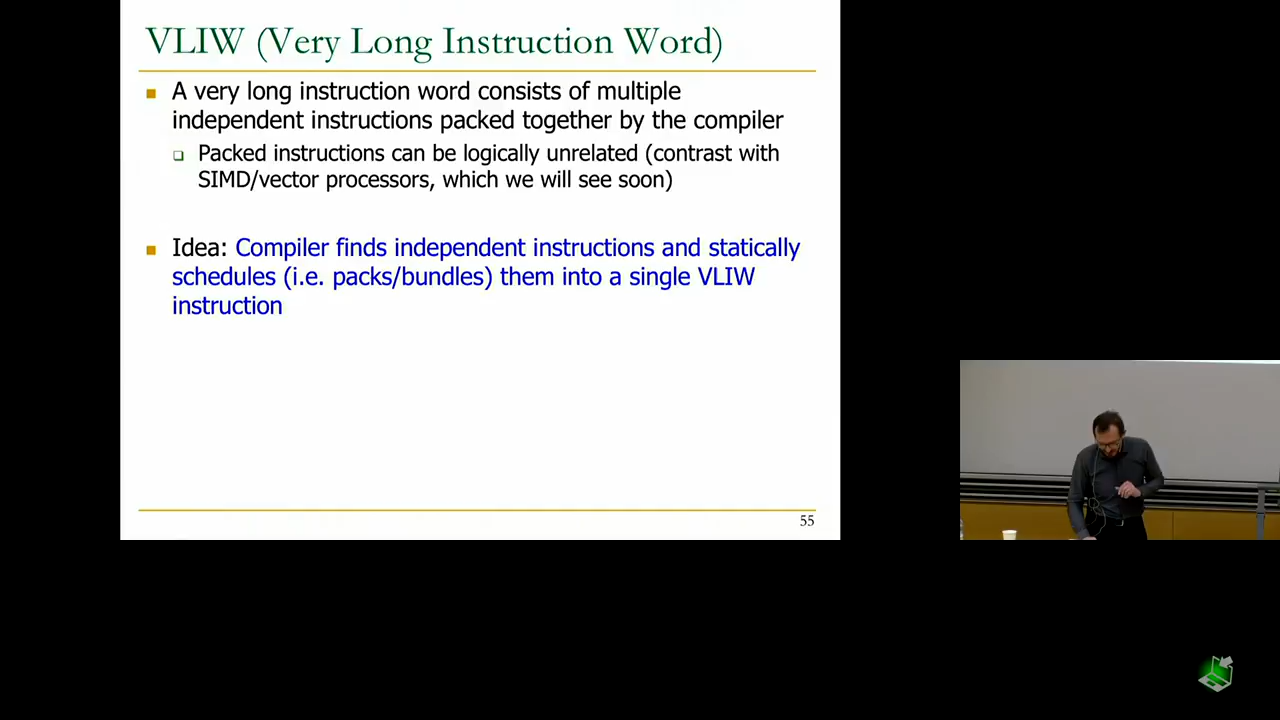 VLIW (Very Long Instruction Word)
A very long instruction word consists of multiple
independent instructions packed together by the compiler
Packed instructions can be logically unrelated (contrast with
SIMD/vector processors, which we will see soon)
Idea: Compiler finds independent instructions and statically
schedules (i.e. packs/bundles) them into a single VLIW
instruction
55